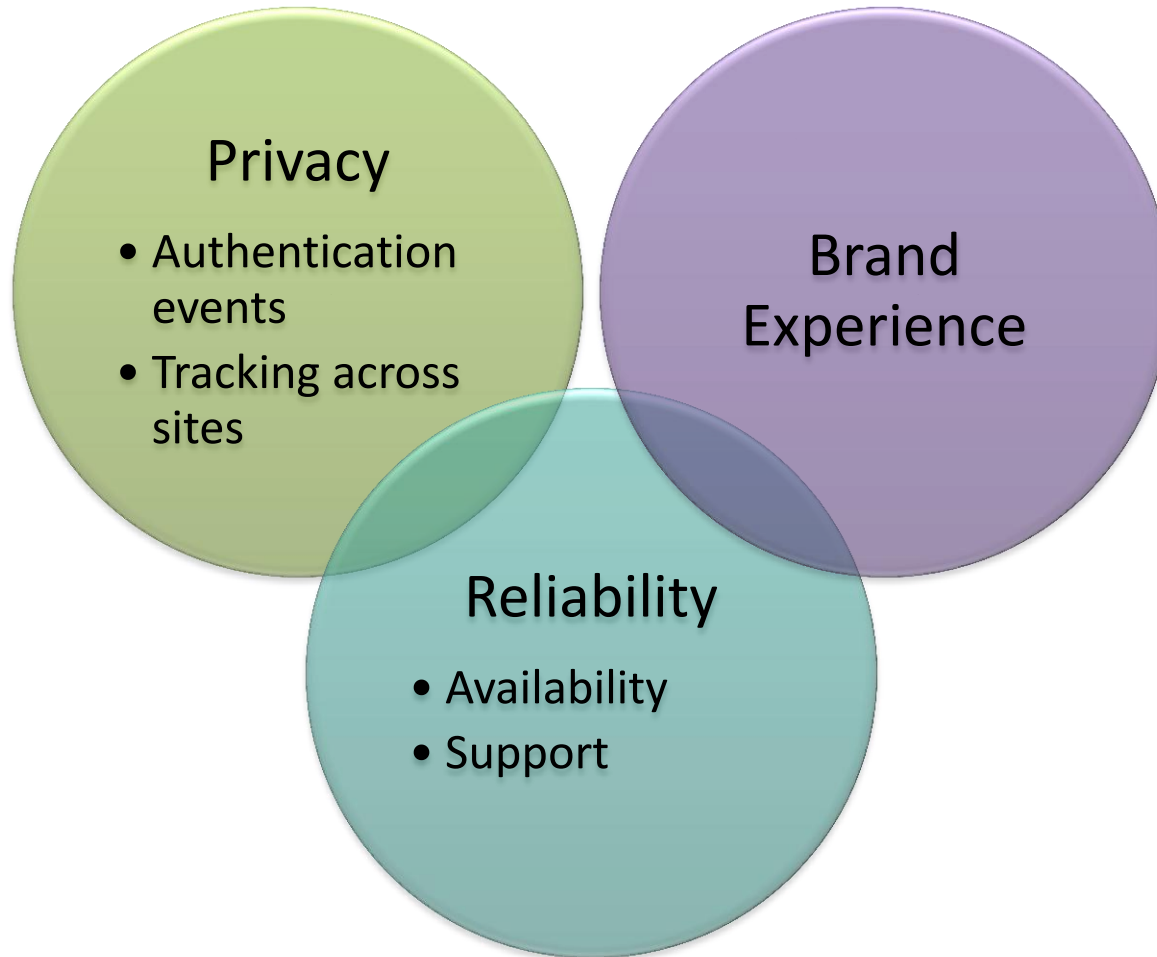 Privacy
• Authentication
events
• Tracking across
sites
Brand
Experience
Reliability
• Availability
• Support